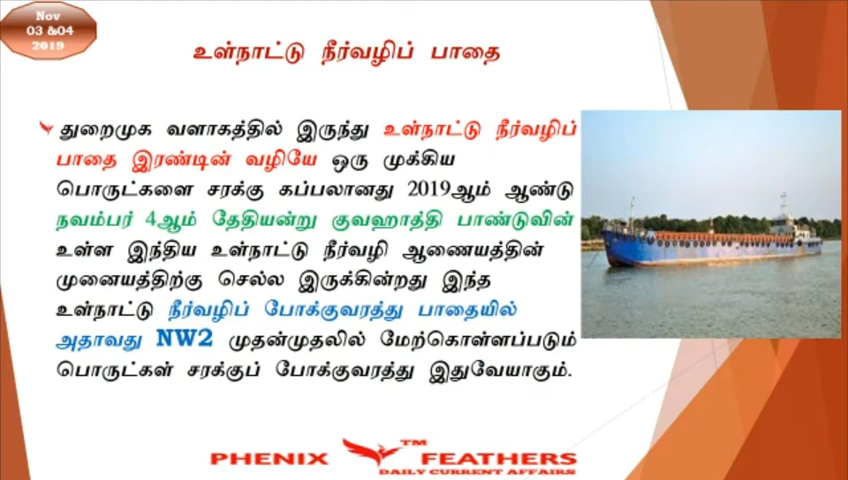 Nov
03 &04
2019
உள்நாட்டு நீர்வழிப் பாதை
துறைமுக வளாகத்தில் இருந்து உள்நாட்டு நீர்வழிப்
பாதை இரண்டின் வழியே ஒரு முக்கிய
பொருட்களை சரக்கு கப்பலானது 2019ஆம் ஆண்டு
நவம்பர் 4ஆம் தேதியன்று குவஹாத்தி பாண்டுவின்
உள்ள இந்திய உள்நாட்டு நீர்வழி ஆணையத்தின்
முனையத்திற்கு செல்ல இருக்கின்றது இந்த
உள்நாட்டு நீர்வழிப் போக்குவரத்து பாதையில்
அதாவது NW2 முதன்முதலில் மேற்கொள்ளப்படும்
பொருட்கள் சரக்குப் போக்குவரத்து இதுவேயாகும்.
PHENIX FEATHERS TM
DAILY CURRENT AFFAIRS